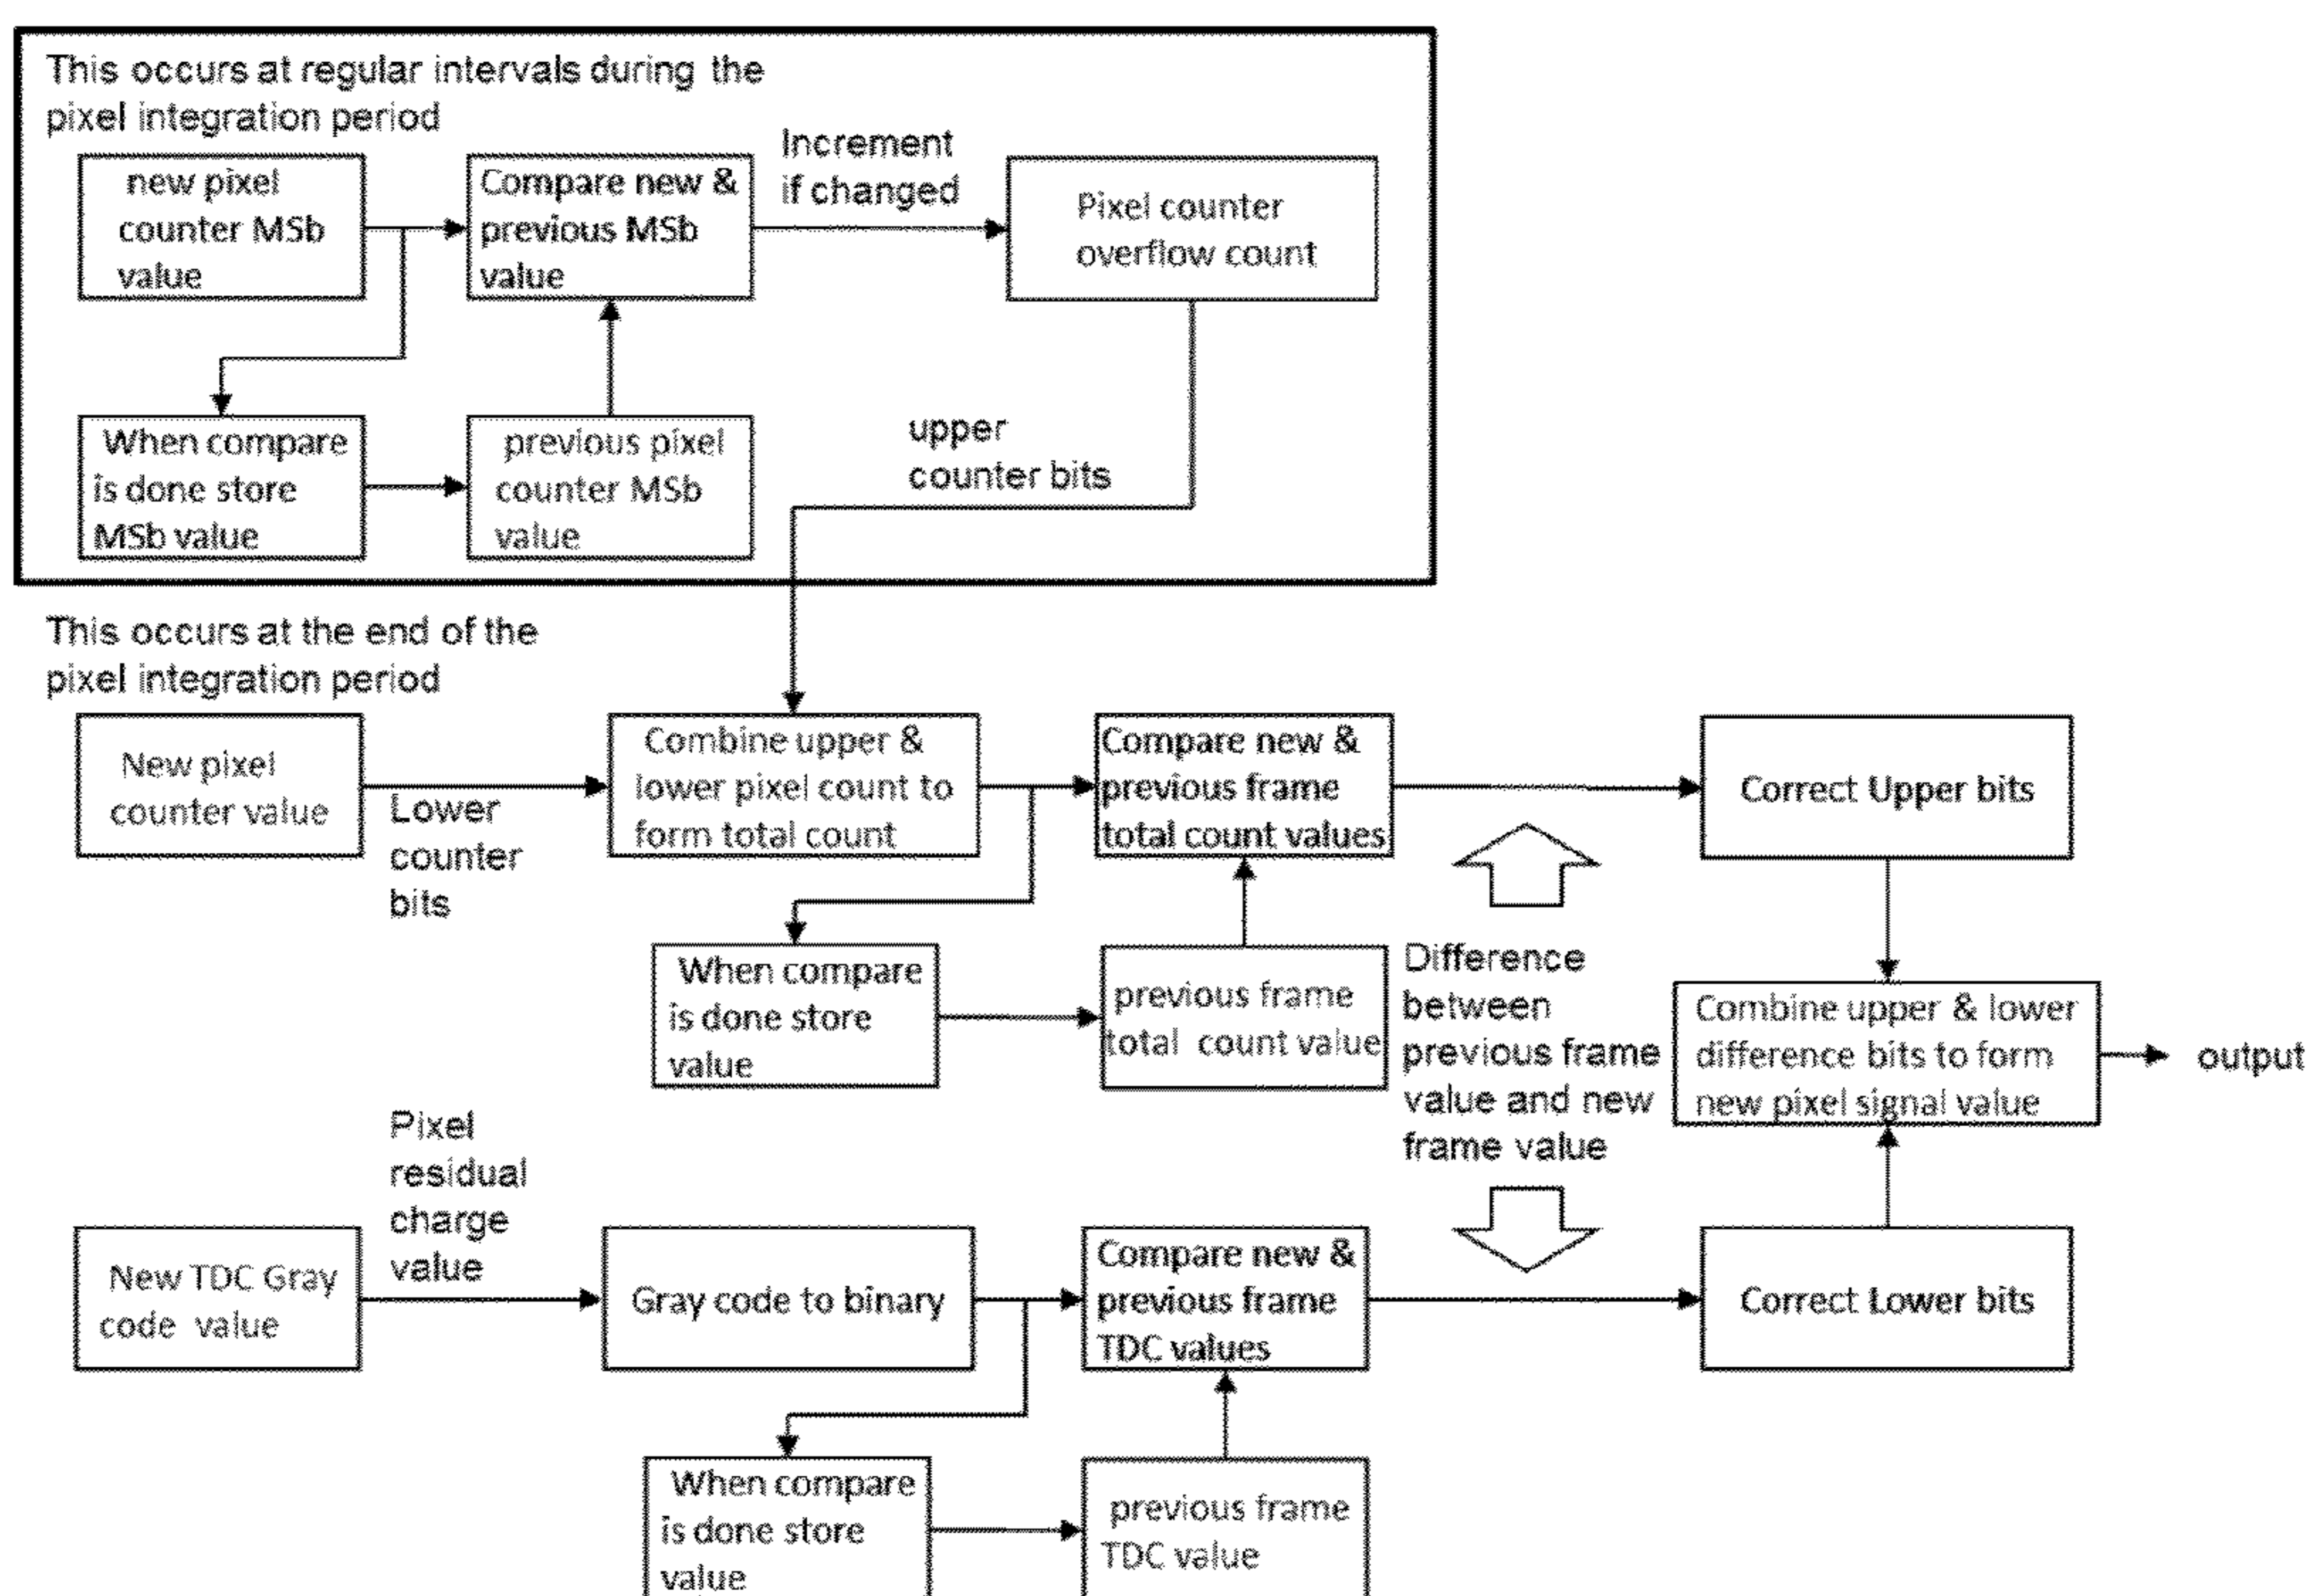 This occurs at regular intervals during the
pixel integration period
new pixel
counter MSb
value
Compare new &
previous MSb
value
Increment
if changed
Pixel counter
overflow count
When compare
is done store
MSb value
previous pixel
counter MSb
value
upper
counter bits
This occurs at the end of the
pixel integration period
New pixel
counter value
Lower
counter
bits
Combine upper &
lower pixel count to
form total count
Compare new &
previous frame
total count values
Correct Upper bits
When compare
is done store
value
previous frame
total count value
Difference
between
previous frame
value and new
frame value
Combine upper & lower
difference bits to form
new pixel signal value
output
Pixel
residual
charge
value
New TDC Gray
code value
Gray code to binary
Compare new &
previous frame
TDC values
Correct Lower bits
When compare
is done store
value
previous frame
TDC value